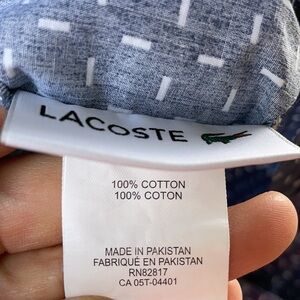 LACOSTE
100% COTTON
100% COTON
MADE IN PAKISTAN
FABRIQUÉ EN PAKISTAN
RN82817
CA 05T-04401